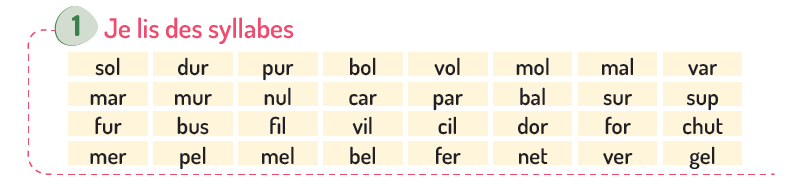 1 Je lis des syllabes
sol dur pur bol vol mol mal var
mar mur nul car par bal sur sup
fur bus fil vil cil dor for chut
mer pel mel bel fer net ver gel